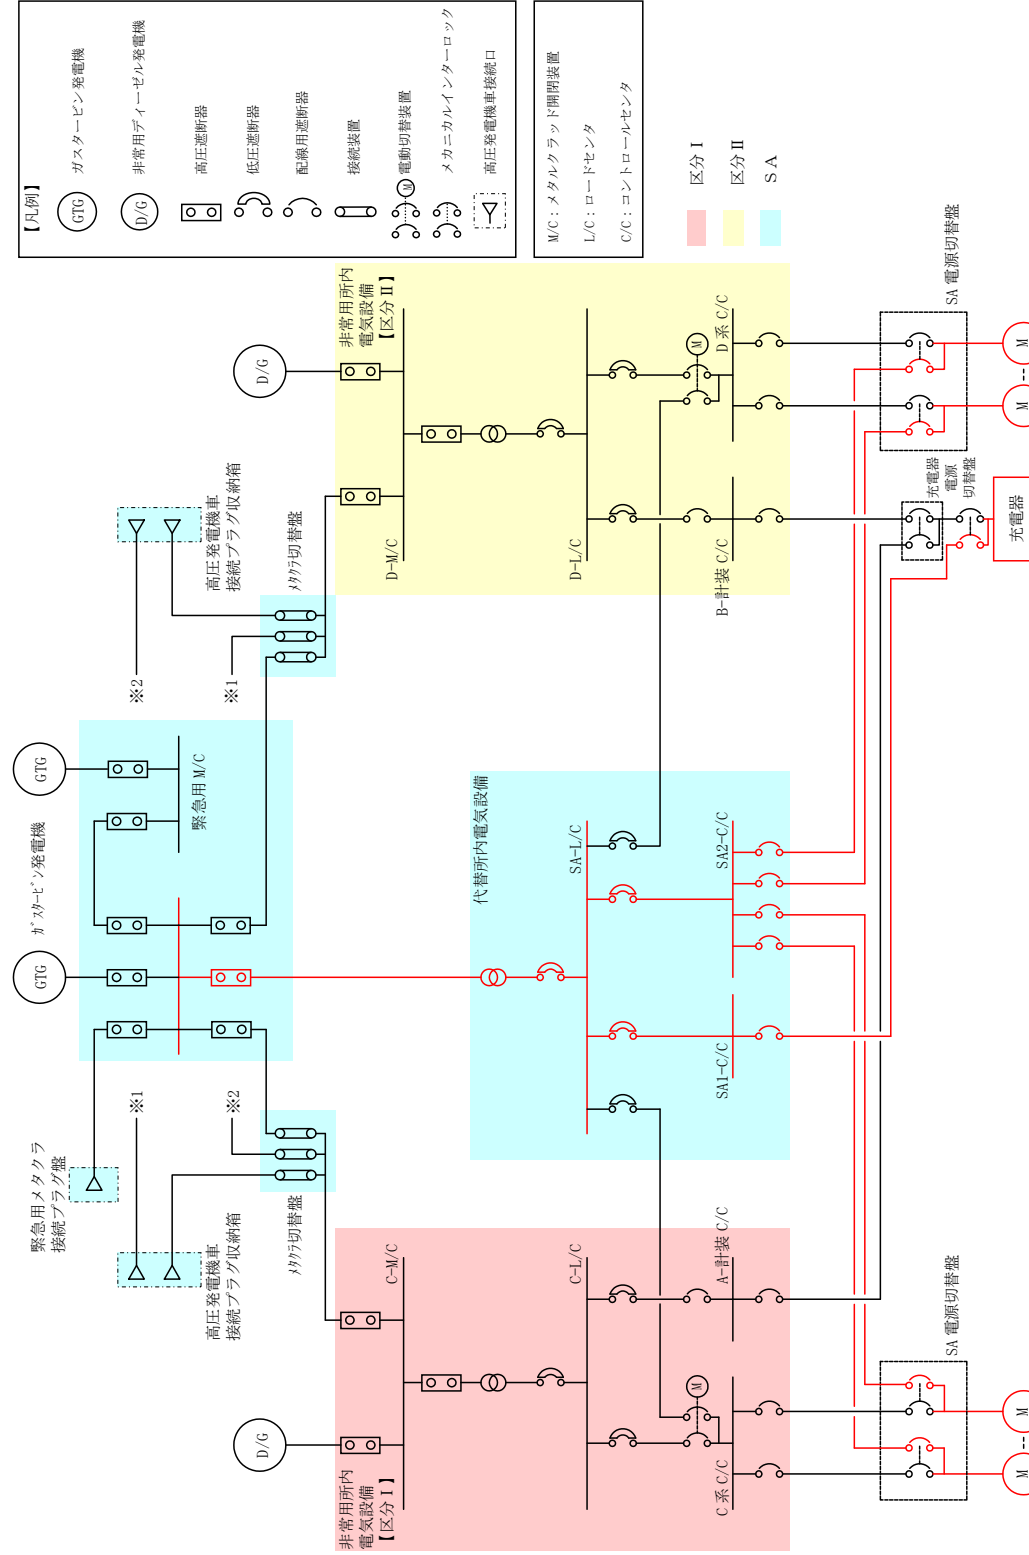 【凡例】
GTG
ガスタービン発電機
D/G
非常用ディーゼル発電機
高圧遮断器
低圧遮断器
配線用遮断器
接続装置
M
電動切替装置
メカニカルインターロック
高圧発電機車接続口
M/C：メタルクラッド開閉装置
L/C：ロードセンタ
C/C：コントロールセンタ
区分Ⅰ
区分Ⅱ
ＳＡ
GTG
ｶﾞｽﾀｰﾋﾞﾝ発電機
GTG
緊急用 M/C
緊急用メタクラ
接続プラグ盤
※1
※2
高圧発電機車
接続プラグ収納箱
ﾒﾀｸﾗ切替盤
※2
※1
高圧発電機車
接続プラグ収納箱
ﾒﾀｸﾗ切替盤
D/G
非常用所内
電気設備
【区分Ⅰ】
C-M/C
C-L/C
M
C 系 C/C
A-計装 C/C
代替所内電気設備
SA-L/C
SA1-C/C
SA2-C/C
D/G
非常用所内
電気設備
【区分Ⅱ】
D-M/C
D-L/C
M
D 系 C/C
B-計装 C/C
SA 電源切替盤
M
M
充電器
電源
切替盤
充電器
SA 電源切替盤
M
M